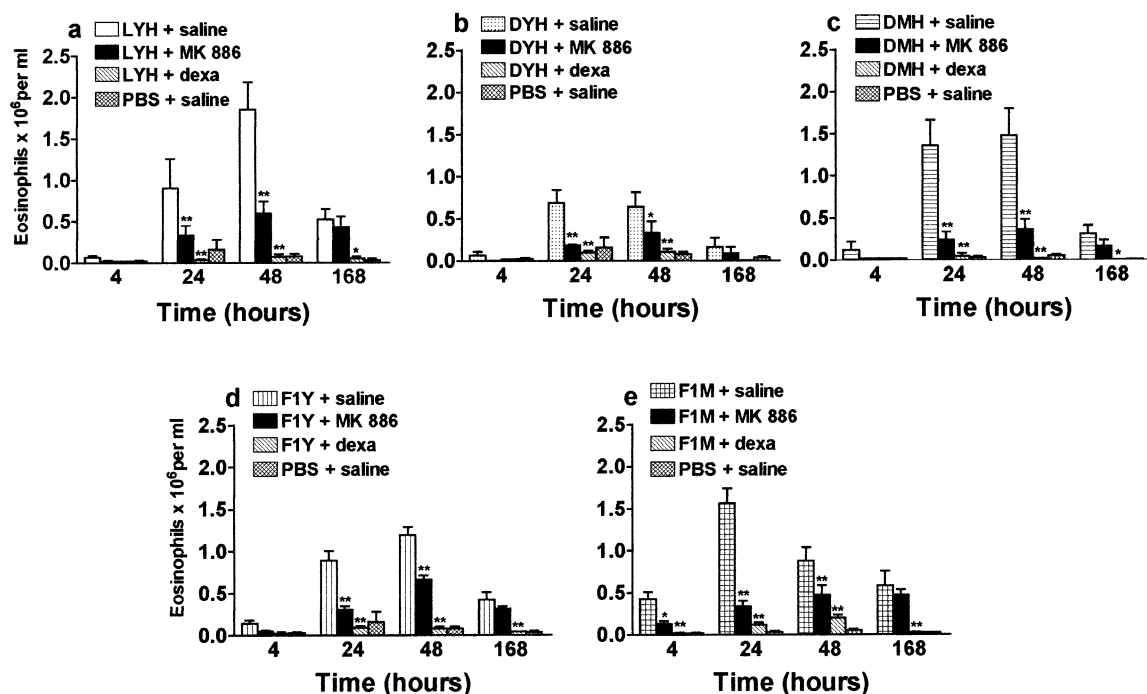 a
LYH + saline
LYH + MK 886
LYH + dexa
PBS + saline
Eosinophils x 10⁶per ml
2.5
2.0
1.5
1.0
0.5
0.0
** ** ** ** *
4 24 48 168
Time (hours)
b
DYH + saline
DYH + MK 886
DYH + dexa
PBS + saline
2.5
2.0
1.5
1.0
0.5
0.0
** ** * **
4 24 48 168
Time (hours)
c
DMH + saline
DMH + MK 886
DMH + dexa
PBS + saline
2.5
2.0
1.5
1.0
0.5
0.0
** ** ** ** *
4 24 48 168
Time (hours)
d
F1Y + saline
F1Y + MK 886
F1Y + dexa
PBS + saline
Eosinophils x 10⁶per ml
2.5
2.0
1.5
1.0
0.5
0.0
** ** ** ** **
4 24 48 168
Time (hours)
e
F1M + saline
F1M + MK 886
F1M + dexa
PBS + saline
2.5
2.0
1.5
1.0
0.5
0.0
* ** ** ** ** ** **
4 24 48 168
Time (hours)